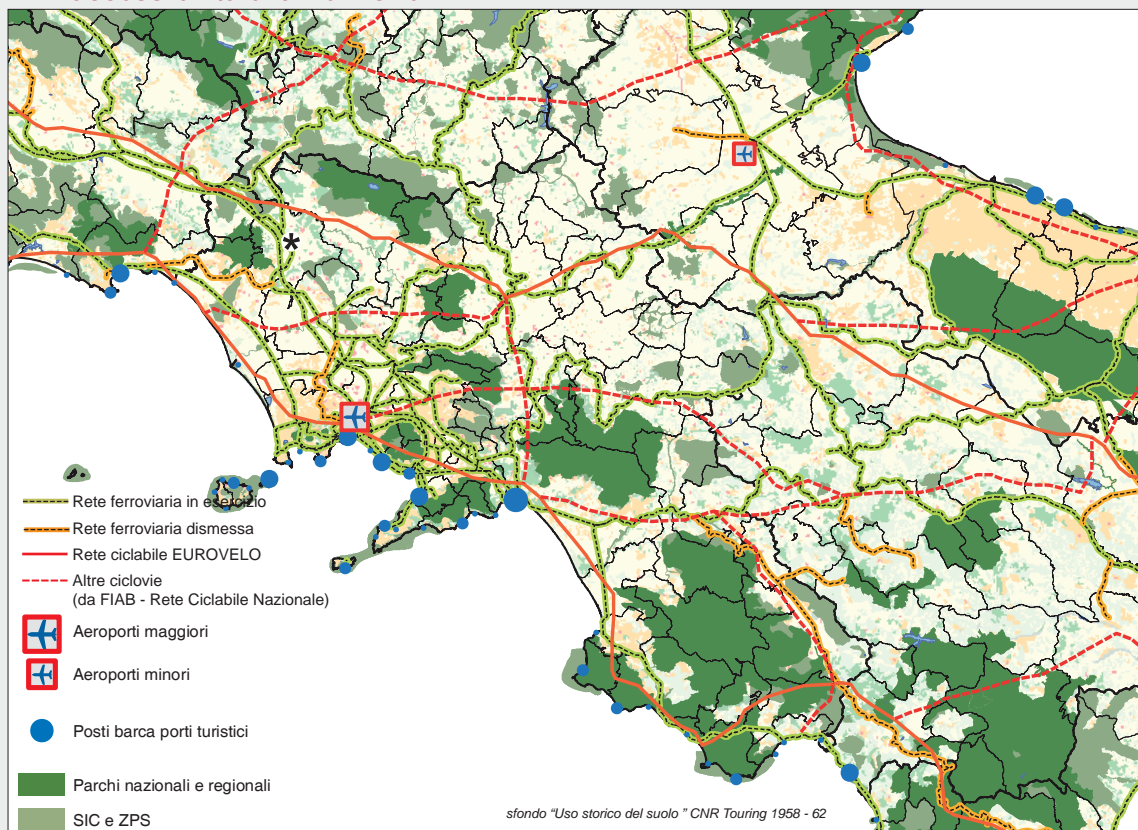 Rete ferroviaria in esercizio
Rete ferroviaria dismessa
Rete ciclabile EUROVELO
Altre ciclovie
(da FIAB - Rete Ciclabile Nazionale)
Aeroporti maggiori
Aeroporti minori
Posti barca porti turistici
Parchi nazionali e regionali
SIC e ZPS
sfondo “Uso storico del suolo ” CNR Touring 1958 - 62